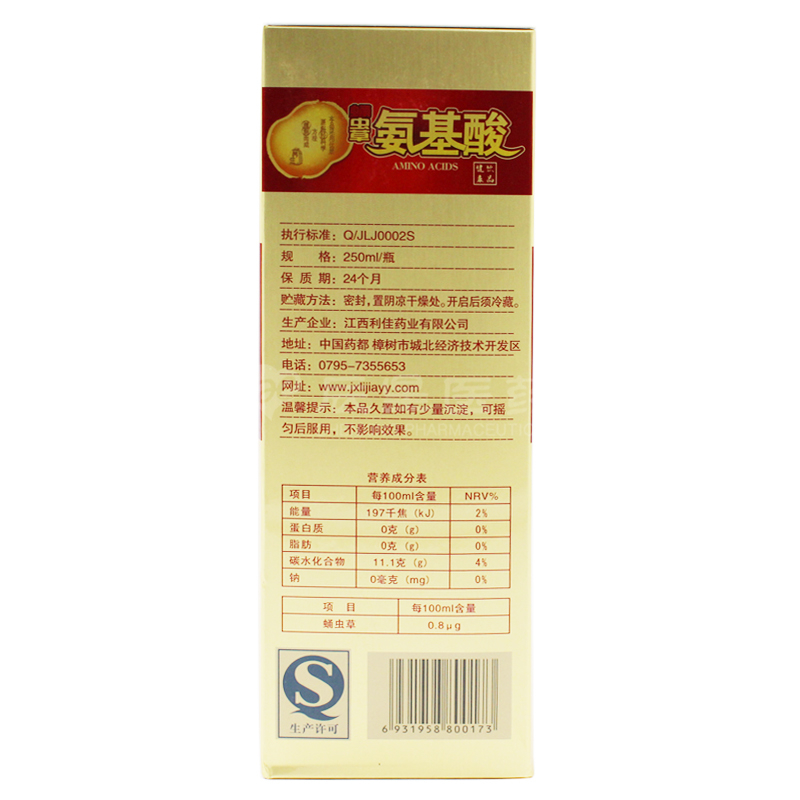 氨基酸
AMINO ACIDS
执行标准：Q/JLJ0002S
规 格：250ml/瓶
保 质 期：24个月
贮藏方法：密封，置阴凉干燥处。开启后须冷藏。
生产企业：江西利佳药业有限公司
地址：中国药都 樟树市城北经济技术开发区
电话：0795-7355653
网址：www.jxlijiayy.com
温馨提示：本品久置如有少量沉淀，可摇
匀后服用，不影响效果。
营养成分表
项目 每100ml含量 NRV%
能量 197千焦（kJ） 2%
蛋白质 0克（g） 0%
脂肪 0克（g） 0%
碳水化合物 11.1克（g） 4%
钠 0毫克（mg） 0%
项 目 每100ml含量
蛹虫草 0.8μg
生产许可
6 931958 800173